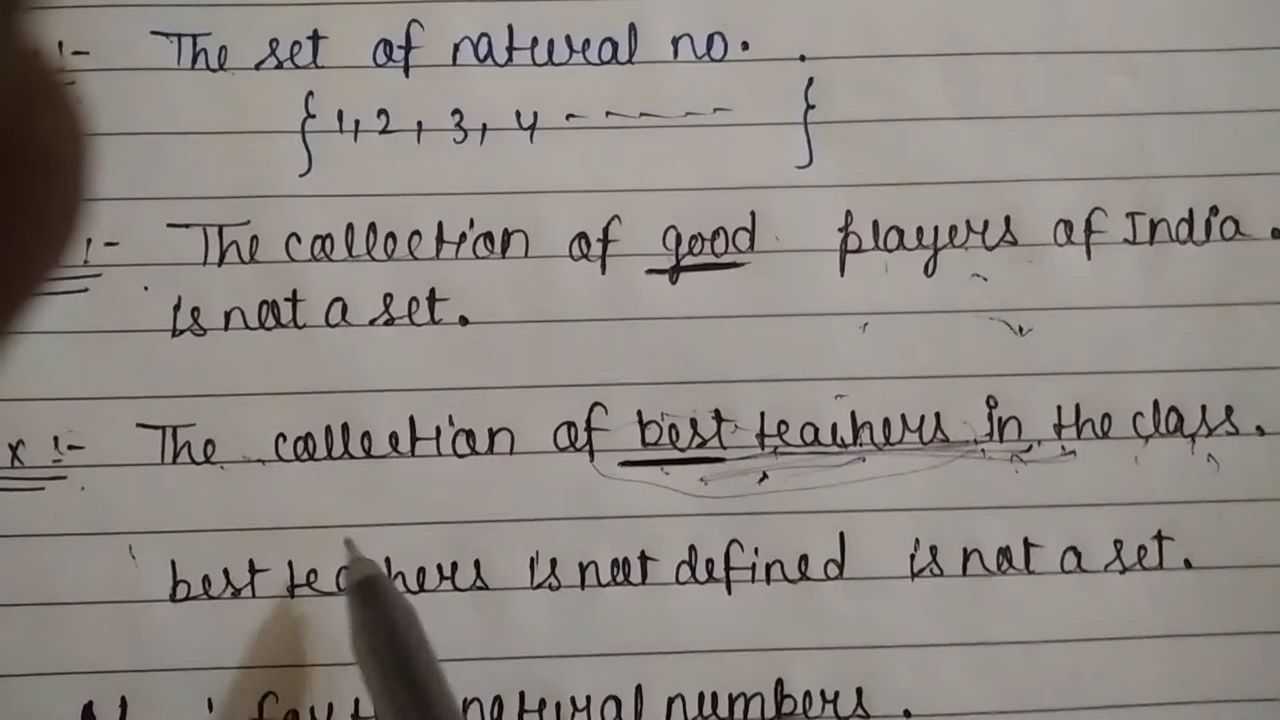 :- The set of natural no.
{ 1, 2, 3, 4 ------ }
:- The collection of good players of India.
is not a set.
x :- The collection of best teachers in the class.
best teachers is not defined is not a set.
natural numbers.